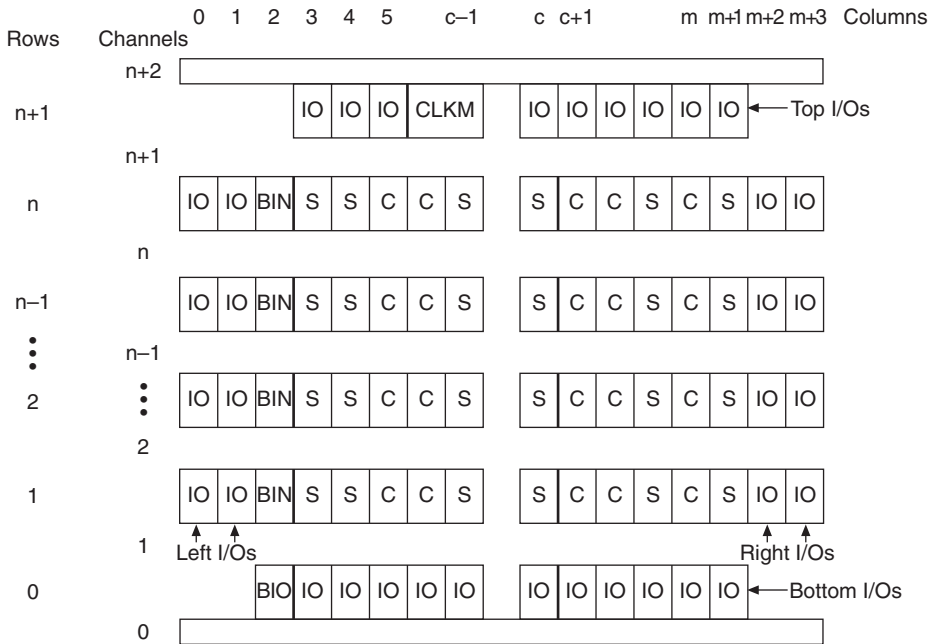 0 1 2 3 4 5 c–1 c c+1 m m+1 m+2 m+3 Columns
Rows Channels
n+2
n+1 IO IO IO CLKM IO IO IO IO IO IO Top I/Os
n+1
n IO IO BIN S S C C S S C C S C S IO IO
n
n–1 IO IO BIN S S C C S S C C S C S IO IO
n–1
2 IO IO BIN S S C C S S C C S C S IO IO
2
1 IO IO BIN S S C C S S C C S C S IO IO
1 Left I/Os Right I/Os
0 BIO IO IO IO IO IO IO IO IO IO IO IO Bottom I/Os
0